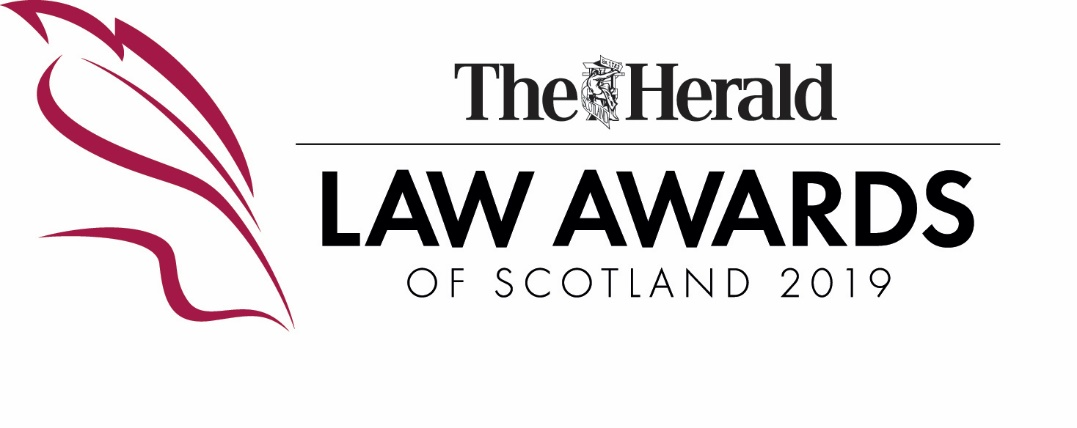 The Herald
LAW AWARDS
OF SCOTLAND 2019